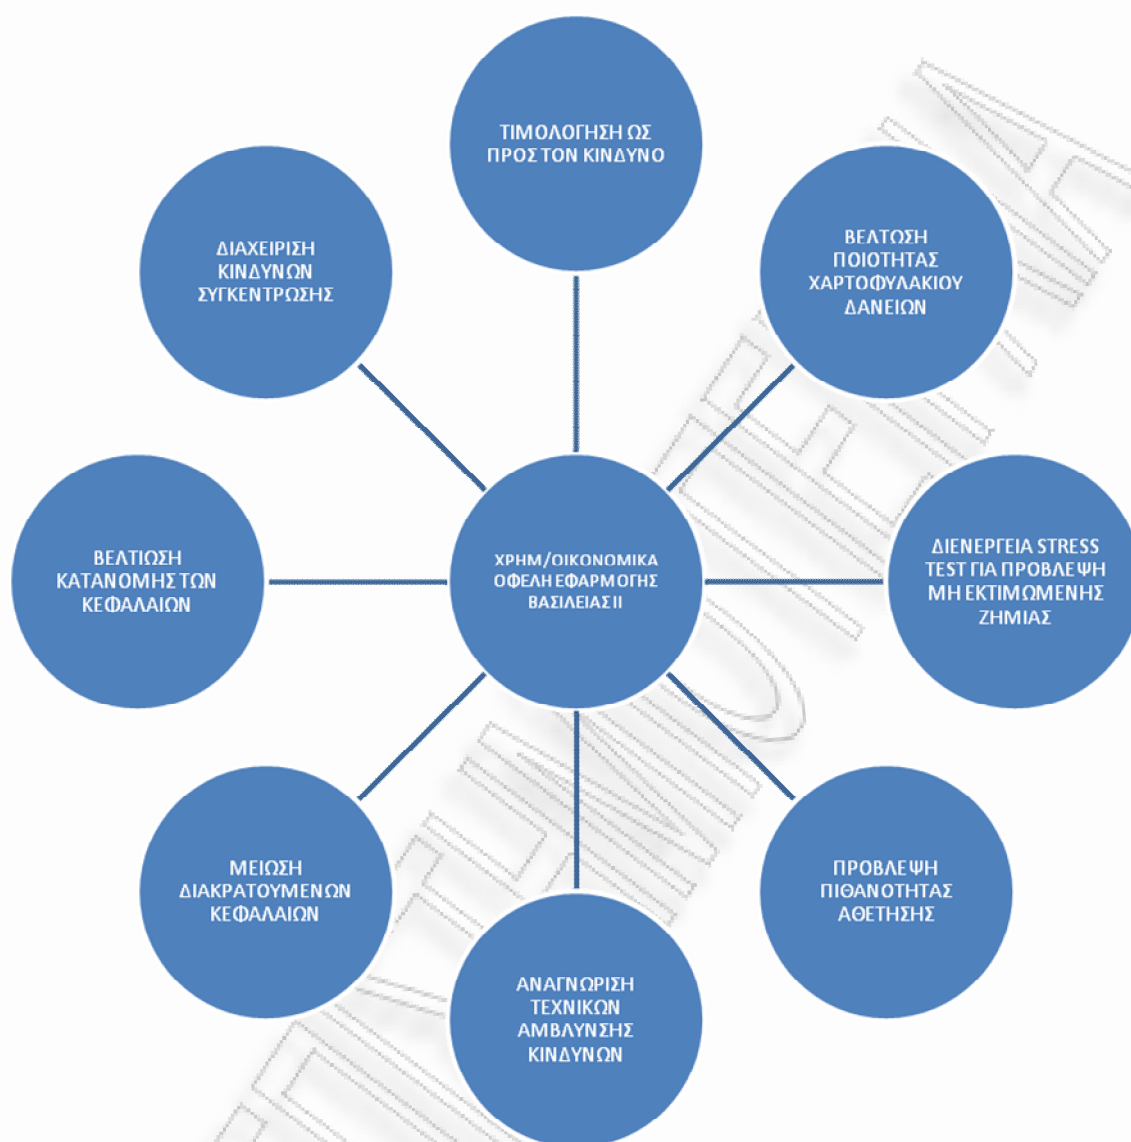 ΤΙΜΟΛΟΓΗΣΗ ΩΣ
ΠΡΟΣ ΤΟΝ ΚΙΝΔΥΝΟ
ΒΕΛΤΩΣΗ
ΠΟΙΟΤΗΤΑΣ
ΧΑΡΤΟΦΥΛΑΚΙΟΥ
ΔΑΝΕΙΩΝ
ΔΙΕΝΕΡΓΕΙΑ STRESS
TEST ΓΙΑ ΠΡΟΒΛΕΨΗ
ΜΗ ΕΚΤΙΜΩΜΕΝΗΣ
ΖΗΜΙΑΣ
ΠΡΟΒΛΕΨΗ
ΠΙΘΑΝΟΤΗΤΑΣ
ΑΘΕΤΗΣΗΣ
ΑΝΑΓΝΩΡΙΣΗ
ΤΕΧΝΙΚΩΝ
ΑΜΒΛΥΝΣΗΣ
ΚΙΝΔΥΝΩΝ
ΜΕΙΩΣΗ
ΔΙΑΚΡΑΤΟΥΜΕΝΩΝ
ΚΕΦΑΛΑΙΩΝ
ΒΕΛΤΙΩΣΗ
ΚΑΤΑΝΟΜΗΣ ΤΩΝ
ΚΕΦΑΛΑΙΩΝ
ΔΙΑΧΕΙΡΙΣΗ
ΚΙΝΔΥΝΩΝ
ΣΥΓΚΕΝΤΡΩΣΗΣ
ΧΡΗΜ/ΟΙΚΟΝΟΜΙΚΑ
ΟΦΕΛΗ ΕΦΑΡΜΟΓΗΣ
ΒΑΣΙΛΕΙΑΣ ΙΙ